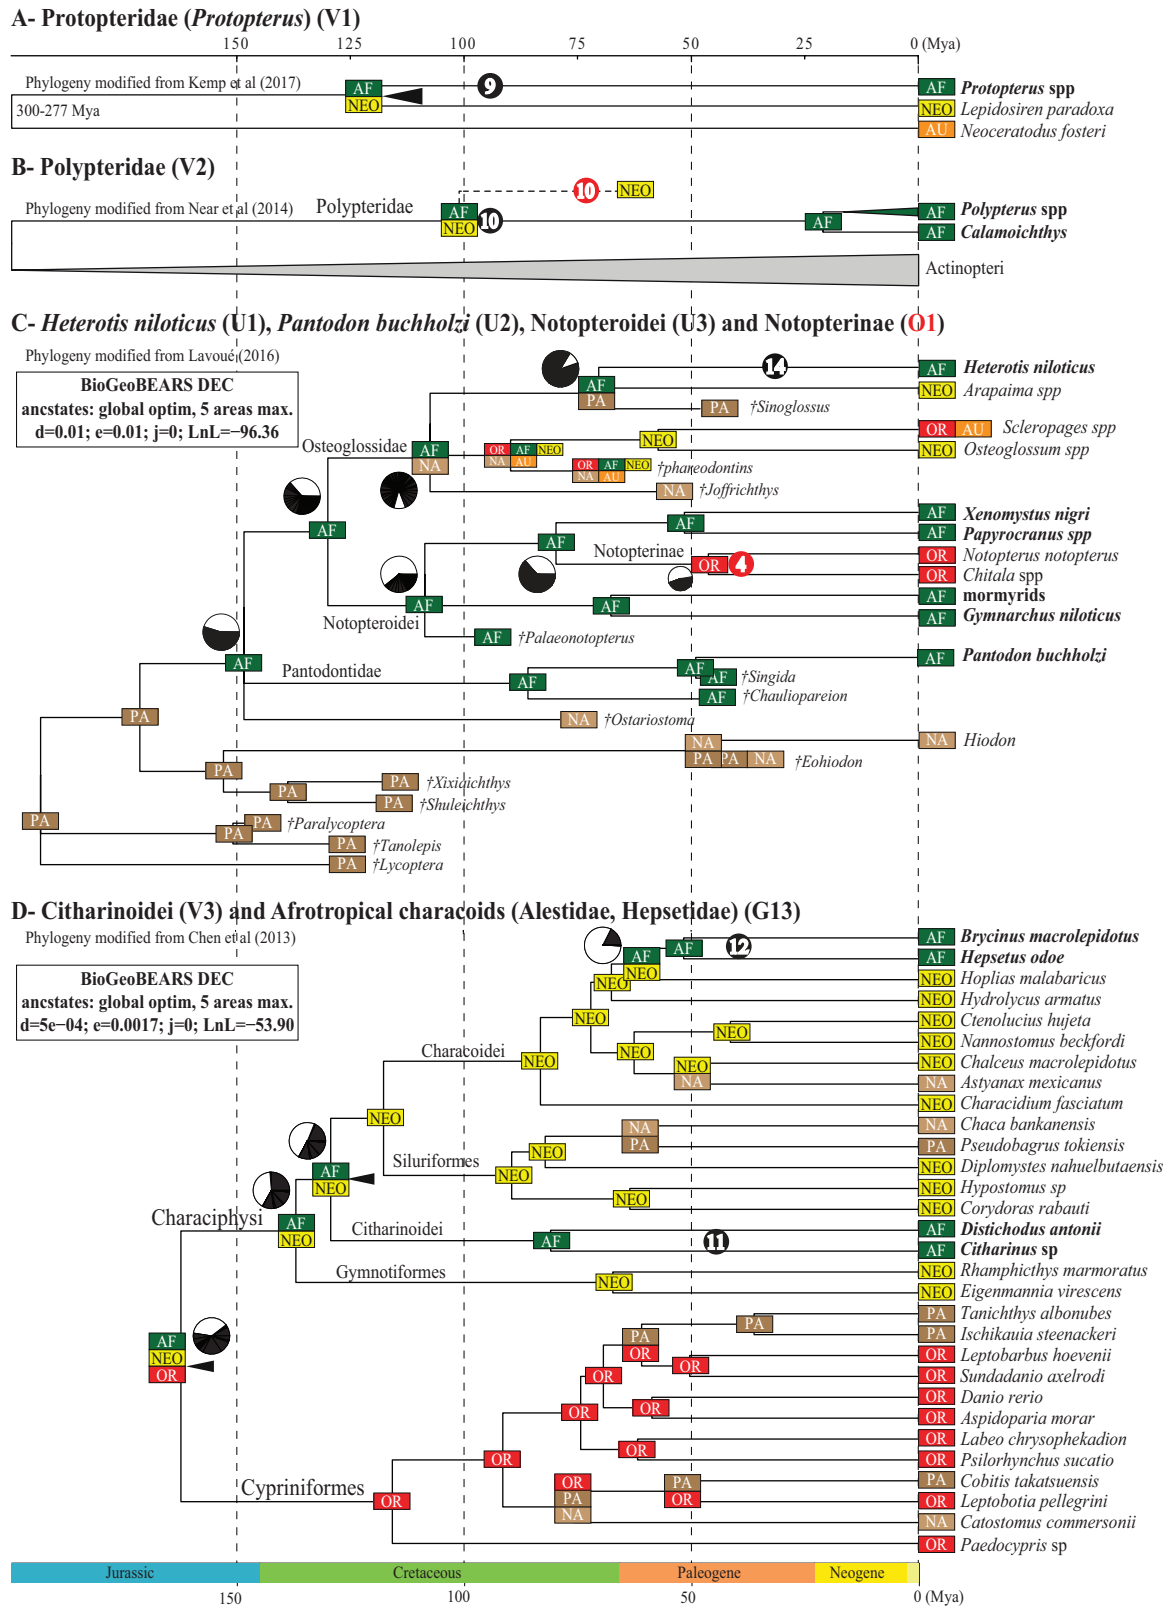 A- Protopteridae (Protopterus) (V1)
150 125 100 75 50 25 0 (Mya)
Phylogeny modified from Kemp et al (2017)
AF 9 AF Protopterus spp
NEO NEO Lepidosiren paradoxa
300-277 Mya
AU Neoceratodus fosteri
B- Polypteridae (V2)
10 NEO
Phylogeny modified from Near et al (2014) Polypteridae AF AF Polypterus spp
NEO 10 AF AF Calamoichthys
Actinopteri
C- Heterotis niloticus (U1), Pantodon buchholzi (U2), Notopteroidei (U3) and Notopterinae (O1)
Phylogeny modified from Lavoué (2016)
BioGeoBEARS DEC
ancstates: global optim, 5 areas max.
d=0.01; e=0.01; j=0; LnL=−96.36
14 AF Heterotis niloticus
AF PA NEO Arapaima spp
PA †Sinoglossus
OR AU Scleropages spp
Osteoglossidae AF NA OR AF NEO NA AU NEO NEO Osteoglossum spp
OR AF NEO NA AU †phareodontins
NA †Joffrichthys
AF Xenomystus nigri
AF AF AF AF Papyrocranus spp
Notopterinae OR Notopterus notopterus
OR 4 OR Chitala spp
AF mormyrids
AF AF AF Gymnarchus niloticus
Notopteroidei
AF †Palaeonotopterus
AF Pantodon buchholzi
AF Pantodontidae AF AF AF †Singida
AF †Chauliopareion
PA NA †Ostariostoma
NA NA Hiodon
PA PA PA NA †Eohiodon
PA PA †Xixiaichthys
PA †Shuleichthys
PA PA PA †Paralycoptera
PA †Tanolepis
PA †Lycoptera
D- Citharinoidei (V3) and Afrotropical characoids (Alestidae, Hepsetidae) (G13)
Phylogeny modified from Chen et al (2013)
BioGeoBEARS DEC
ancstates: global optim, 5 areas max.
d=5e−04; e=0.0017; j=0; LnL=−53.90
AF Brycinus macrolepidotus
AF AF 12 AF Hepsetus odoe
NEO NEO NEO Hoplias malabaricus
NEO Hydrolycus armatus
NEO NEO Ctenolucius hujeta
NEO NEO NEO Nannostomus beckfordi
Characoidei NEO NEO NEO Chalceus macrolepidotus
NA NA Astyanax mexicanus
NEO NEO Characidium fasciatum
NA NA Chaca bankanensis
PA PA Pseudobagrus tokiensis
Siluriformes NEO NEO NEO Diplomystes nahuelbutaensis
AF NEO NEO NEO Hypostomus sp
NEO Corydoras rabauti
Characiphysi AF NEO Citharinoidei AF AF Distichodus antonii
11 AF Citharinus sp
Gymnotiformes NEO NEO Rhamphicthys marmoratus
NEO Eigenmannia virescens
PA PA Tanichthys albonubes
PA PA Ischikauia steenackeri
AF NEO OR OR OR OR Leptobarbus hoevenii
OR OR Sundadanio axelrodi
OR OR Danio rerio
OR OR Aspidoparia morar
OR OR Labeo chrysophekadion
OR OR Psilorhynchus sucatio
OR PA PA Cobitis takatsuensis
Cypriniformes OR PA OR OR Leptobotia pellegrini
NA NA Catostomus commersonii
OR Paedocypris sp
Jurassic Cretaceous Paleogene Neogene
150 100 50 0 (Mya)